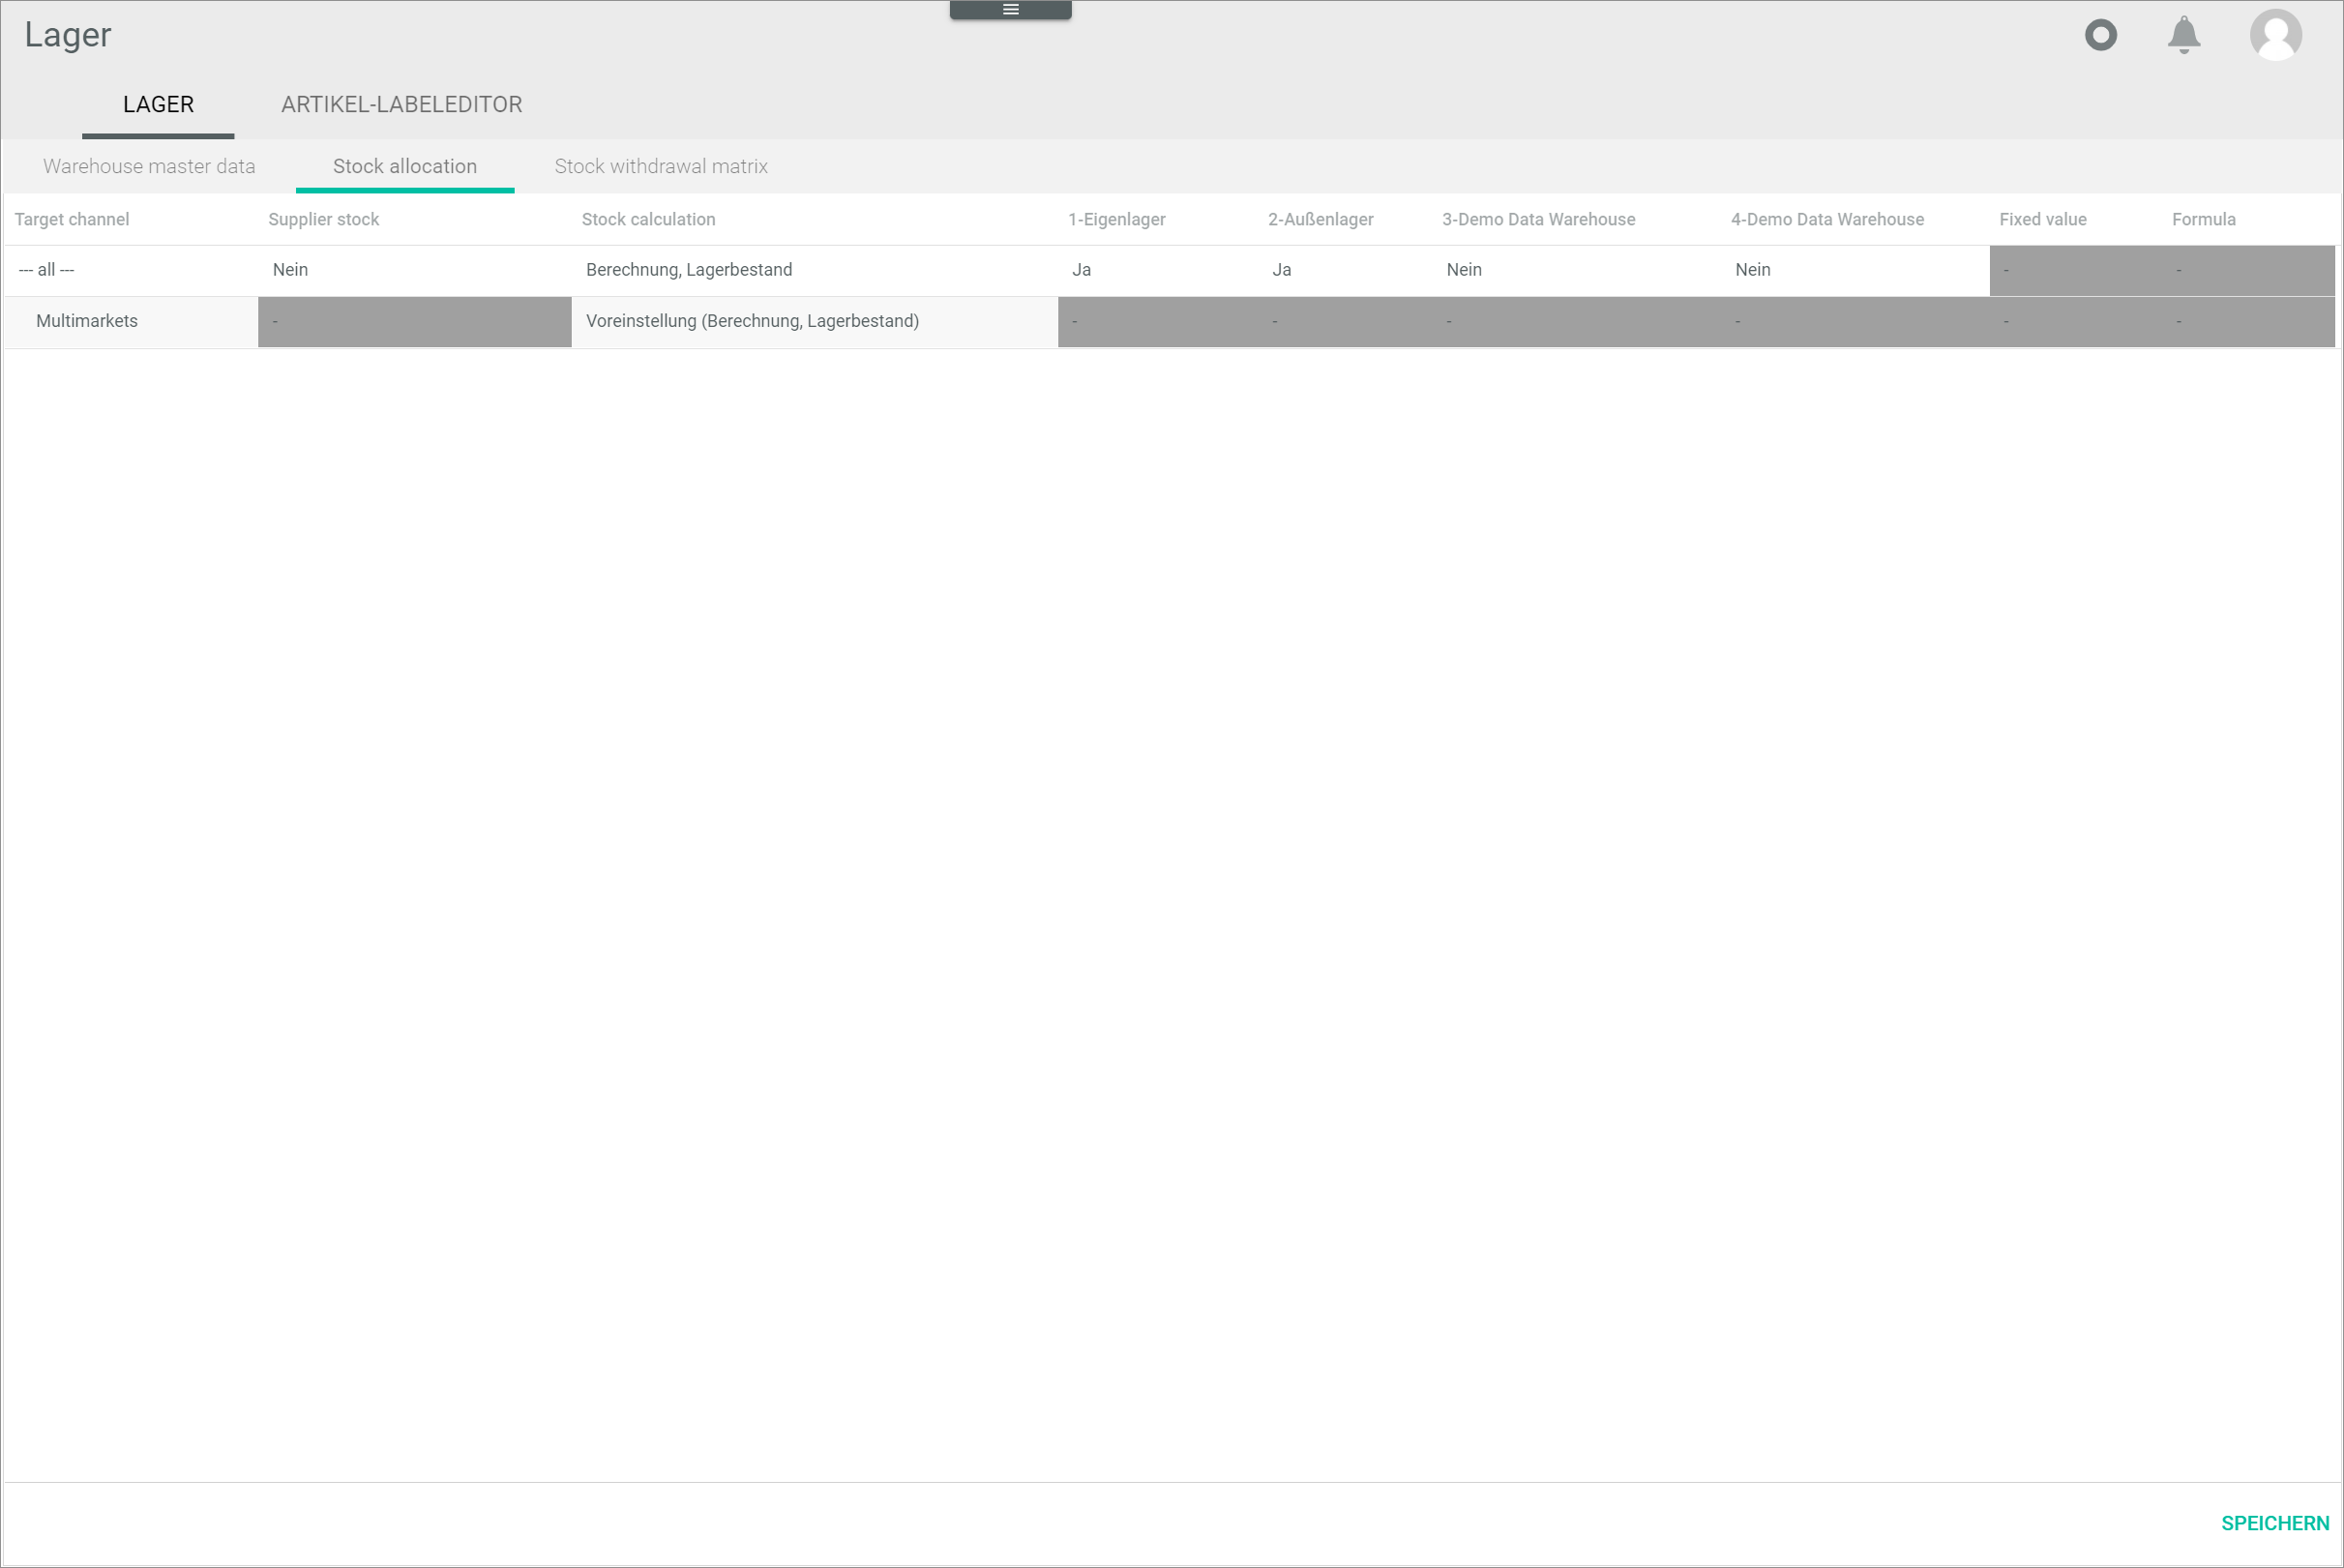 Lager
LAGER ARTIKEL-LABELEDITOR
Warehouse master data Stock allocation Stock withdrawal matrix
Target channel Supplier stock Stock calculation 1-Eigenlager 2-Außenlager 3-Demo Data Warehouse 4-Demo Data Warehouse Fixed value Formula
--- all --- Nein Berechnung, Lagerbestand Ja Ja Nein Nein - -
Multimarkets - Voreinstellung (Berechnung, Lagerbestand) - - - - - -
SPEICHERN